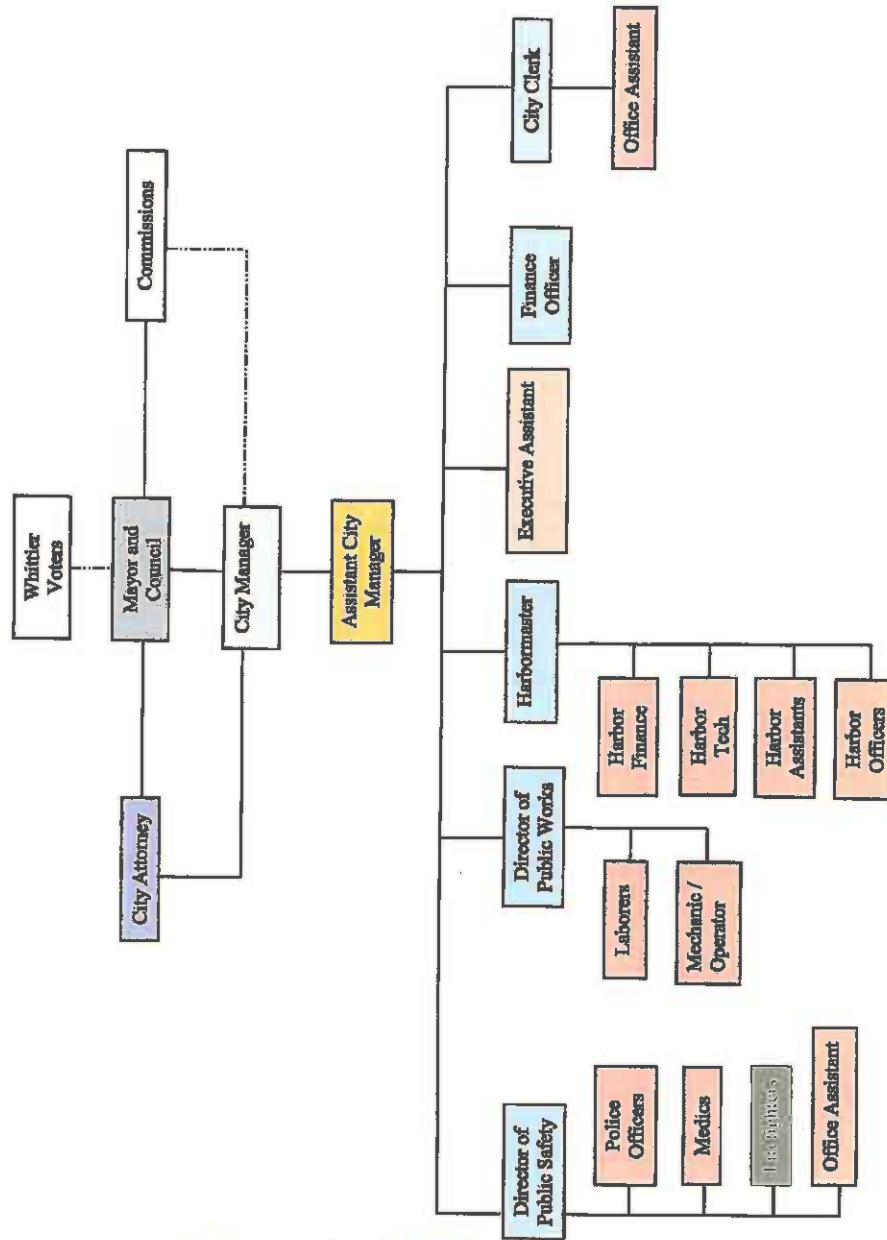 Whittier
Voters
Mayor and
Council
Commissions
City Attorney
City Manager
Assistant City
Manager
Director of
Public Safety
Director of
Public Works
Harbormaster
Executive Assistant
Finance
Officer
City Clerk
Police
Officers
Medics
Firefighters
Office Assistant
Laborers
Mechanic /
Operator
Harbor
Finance
Harbor
Tech
Harbor
Assistants
Harbor
Officers
Office Assistant